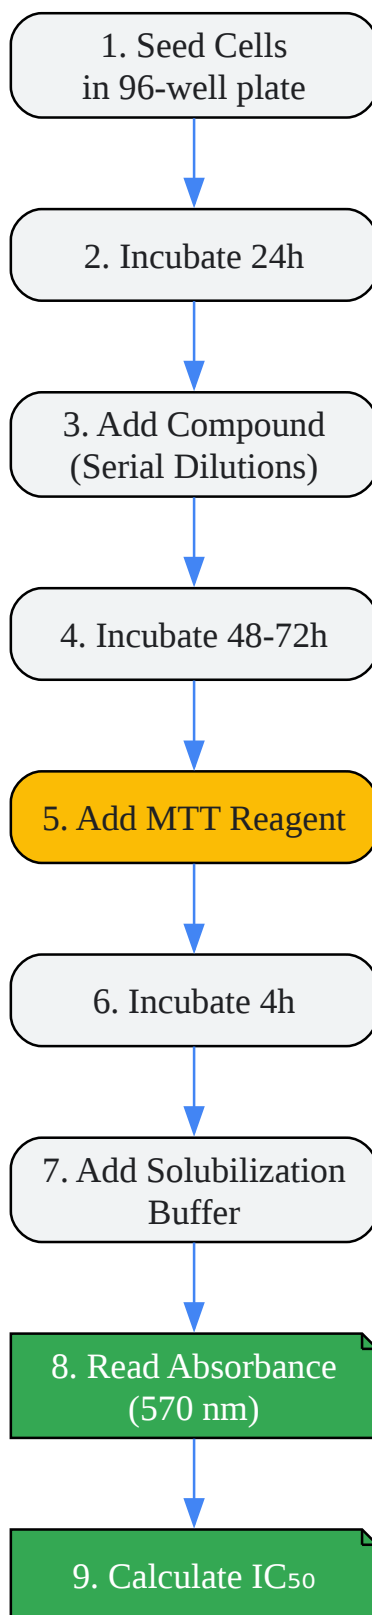 1. Seed Cells
in 96-well plate
2. Incubate 24h
3. Add Compound
(Serial Dilutions)
4. Incubate 48-72h
5. Add MTT Reagent
6. Incubate 4h
7. Add Solubilization
Buffer
8. Read Absorbance
(570 nm)
9. Calculate IC₅₀